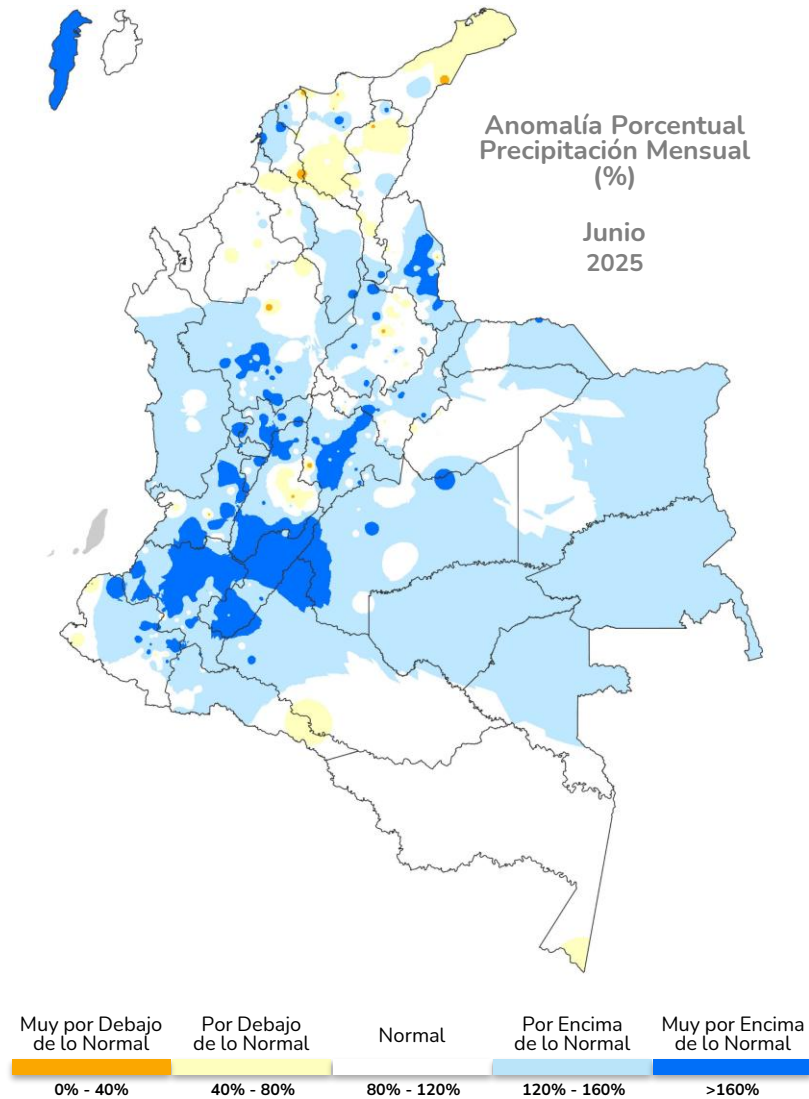 Anomalía Porcentual
Precipitación Mensual
(%)
Junio
2025
Muy por Debajo
de lo Normal
Por Debajo
de lo Normal
Normal
Por Encima
de lo Normal
Muy por Encima
de lo Normal
0% - 40%
40% - 80%
80% - 120%
120% - 160%
>160%